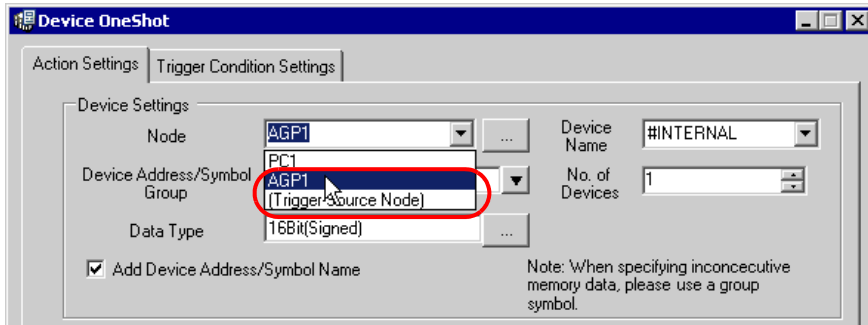 Device OneShot
Action Settings
Trigger Condition Settings
Device Settings
Node
AGP1
...
Device Name
#INTERNAL
PC1
AGP1
(Trigger Source Node)
Device Address/Symbol Group
No. of Devices
1
Data Type
16Bit(Signed)
...
Add Device Address/Symbol Name
Note: When specifying inconcecutive
memory data, please use a group
symbol.